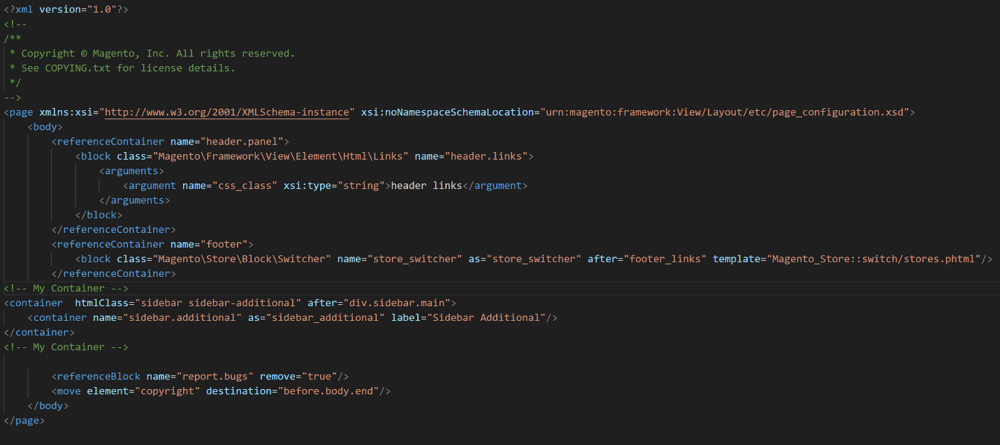 <?xml version="1.0"?>
<!--
/**
 * Copyright © Magento, Inc. All rights reserved.
 * See COPYING.txt for license details.
 */
-->
<page xmlns:xsi="http://www.w3.org/2001/XMLSchema-instance" xsi:noNamespaceSchemaLocation="urn:magento:framework:View/Layout/etc/page_configuration.xsd">
    <body>
        <referenceContainer name="header.panel">
            <block class="Magento\Framework\View\Element\Html\Links" name="header.links">
                <arguments>
                    <argument name="css_class" xsi:type="string">header links</argument>
                </arguments>
            </block>
        </referenceContainer>
        <referenceContainer name="footer">
            <block class="Magento\Store\Block\Switcher" name="store_switcher" as="store_switcher" after="footer_links" template="Magento_Store::switch/stores.phtml"/>
        </referenceContainer>
<!-- My Container -->
<container  htmlClass="sidebar sidebar-additional" after="div.sidebar.main">
    <container name="sidebar.additional" as="sidebar_additional" label="Sidebar Additional"/>
</container>
<!-- My Container -->

        <referenceBlock name="report.bugs" remove="true"/>
        <move element="copyright" destination="before.body.end"/>
    </body>
</page>